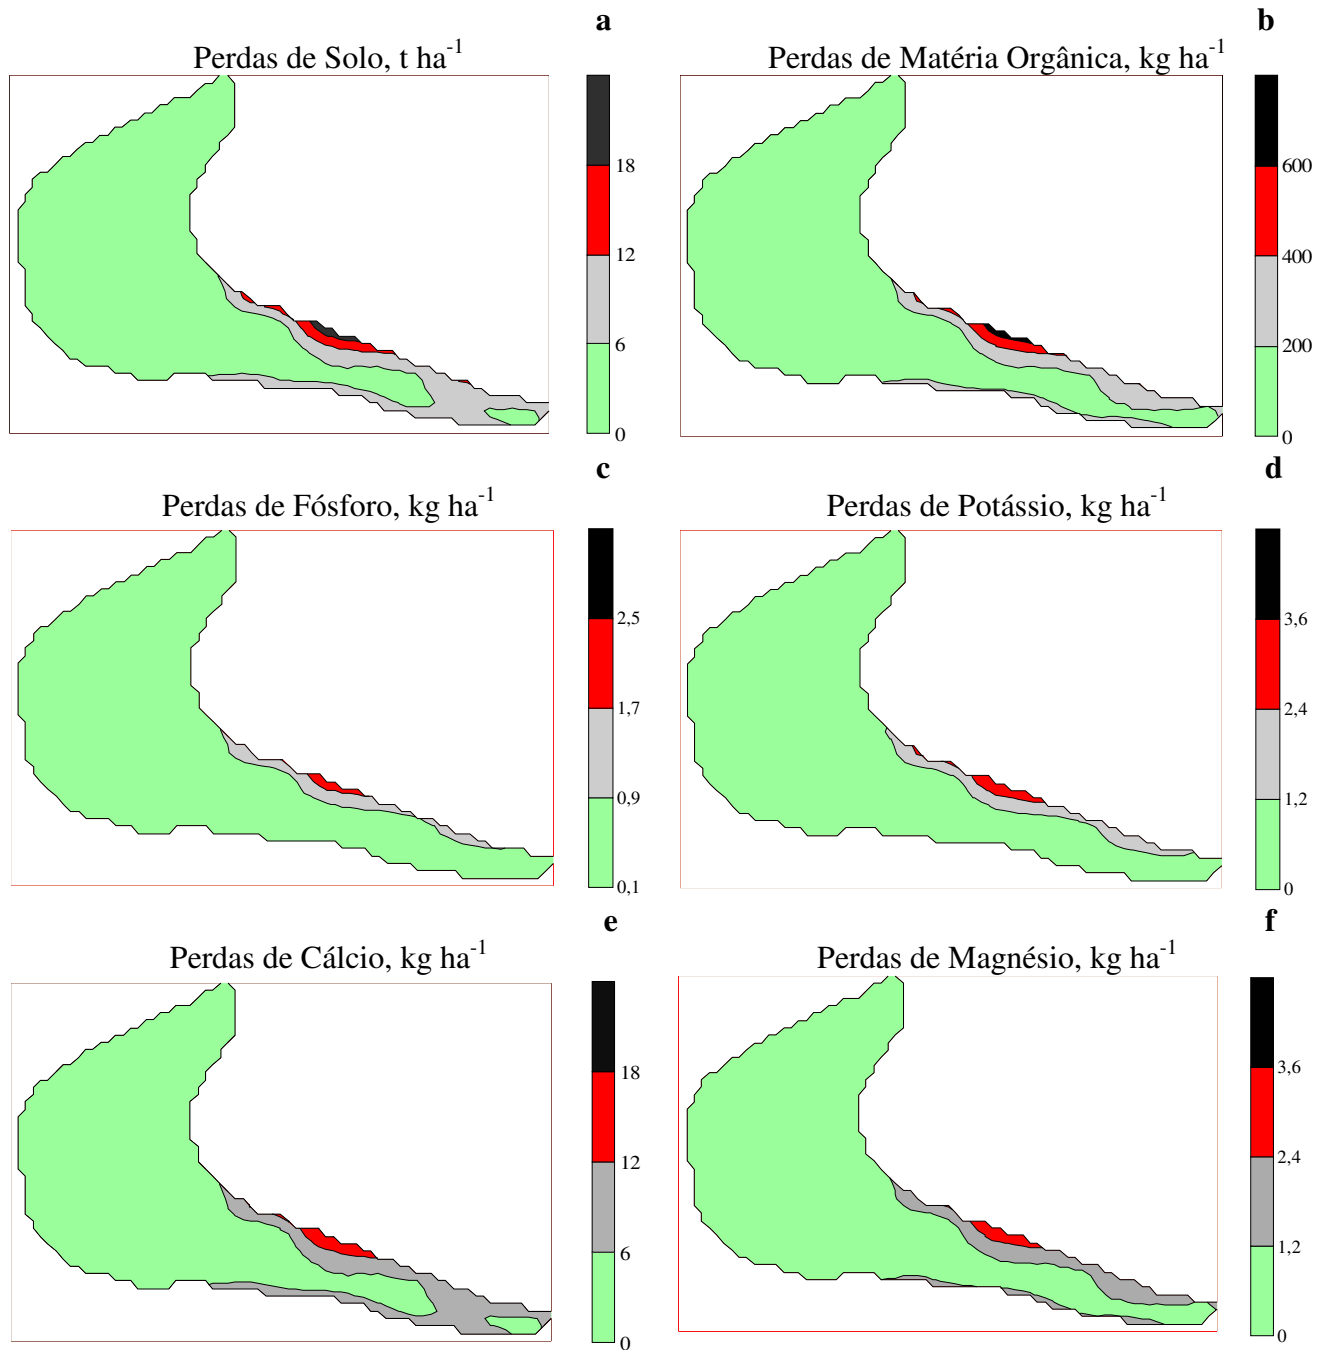 a
Perdas de Solo, t ha⁻¹
18
12
6
0
b
Perdas de Matéria Orgânica, kg ha⁻¹
600
400
200
0
c
Perdas de Fósforo, kg ha⁻¹
2,5
1,7
0,9
0,1
d
Perdas de Potássio, kg ha⁻¹
3,6
2,4
1,2
0
e
Perdas de Cálcio, kg ha⁻¹
18
12
6
0
f
Perdas de Magnésio, kg ha⁻¹
3,6
2,4
1,2
0